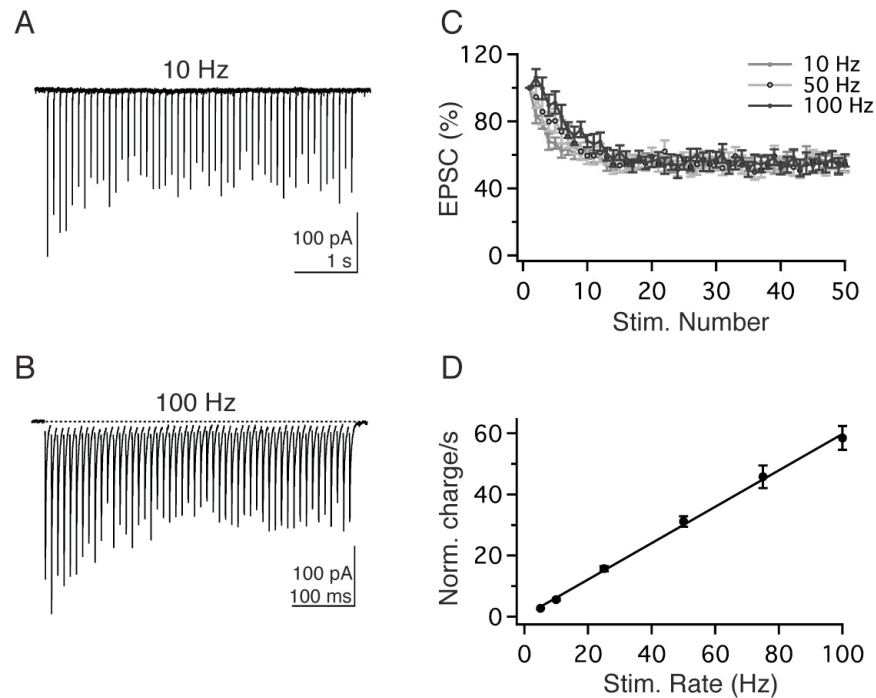 A
10 Hz
100 pA
1 s
B
100 Hz
100 pA
100 ms
C
120
80
40
0
EPSC (%)
10 Hz
50 Hz
100 Hz
0 10 20 30 40 50
Stim. Number
D
60
40
20
0
Norm. charge/s
0 20 40 60 80 100
Stim. Rate (Hz)